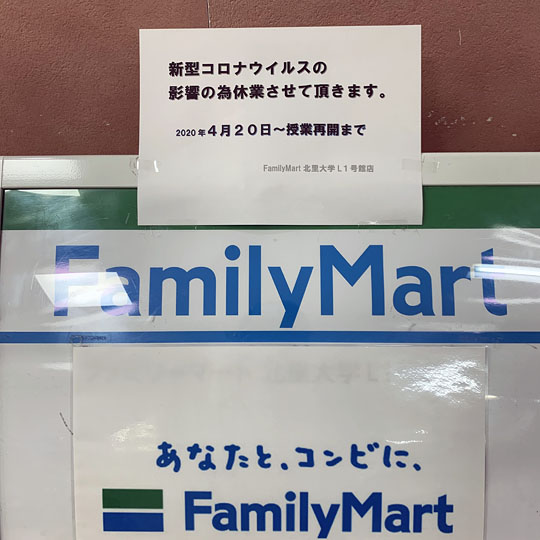 新型コロナウイルスの
影響の為休業させて頂きます。
2020年4月20日～授業再開まで
FamilyMart 北里大学L1号館店
FamilyMart
あなたと、コンビに、
FamilyMart